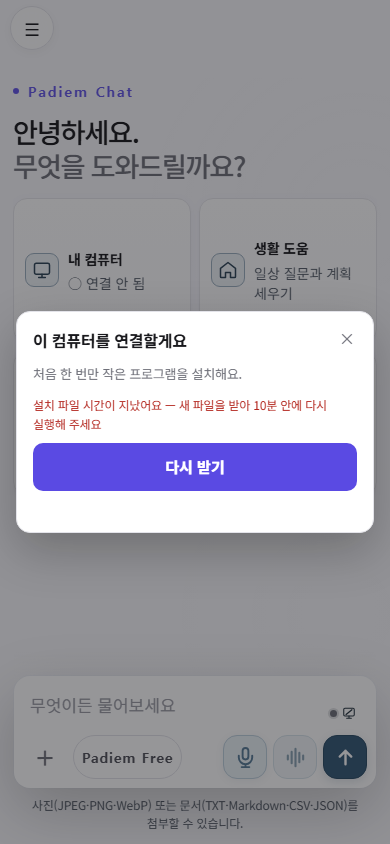 Padiem Chat
안녕하세요.
무엇을 도와드릴까요?
내 컴퓨터
연결 안 됨
생활 도움
일상 질문과 계획
세우기
이 컴퓨터를 연결할게요
처음 한 번만 작은 프로그램을 설치해요.
설치 파일 시간이 지났어요 — 새 파일을 받아 10분 안에 다시
실행해 주세요
다시 받기
무엇이든 물어보세요
Padiem Free
사진(JPEG·PNG·WebP) 또는 문서(TXT·Markdown·CSV·JSON)를
첨부할 수 있습니다.